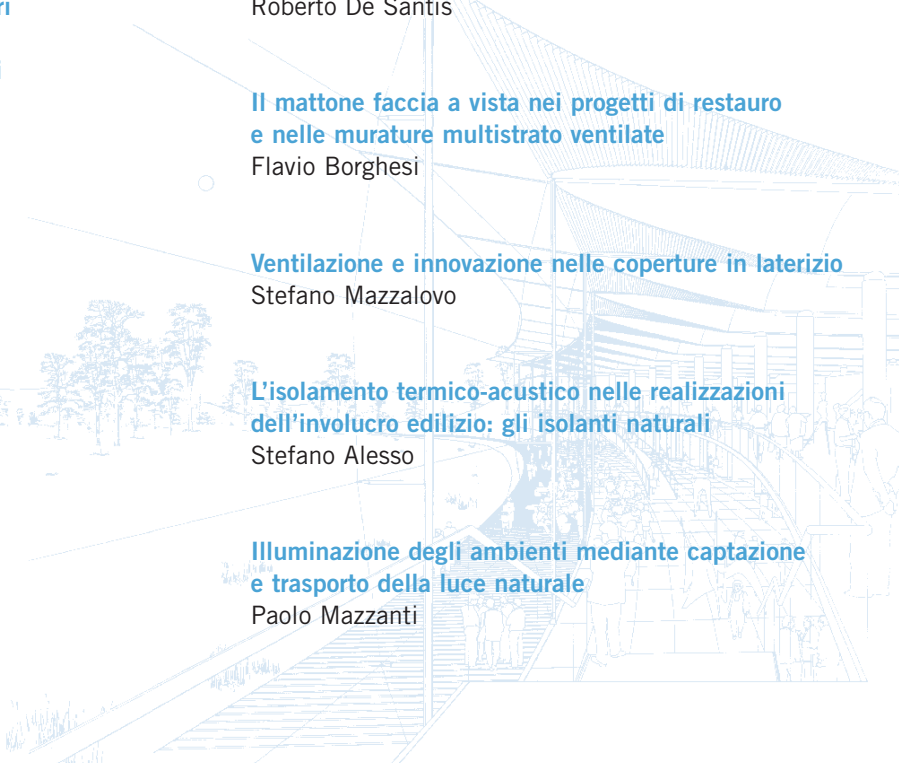 ri
Roberto De Santis
i
Il mattone faccia a vista nei progetti di restauro
e nelle murature multistrato ventilate
Flavio Borghesi
Ventilazione e innovazione nelle coperture in laterizio
Stefano Mazzalovo
L'isolamento termico-acustico nelle realizzazioni
dell'involucro edilizio: gli isolanti naturali
Stefano Alesso
Illuminazione degli ambienti mediante captazione
e trasporto della luce naturale
Paolo Mazzanti